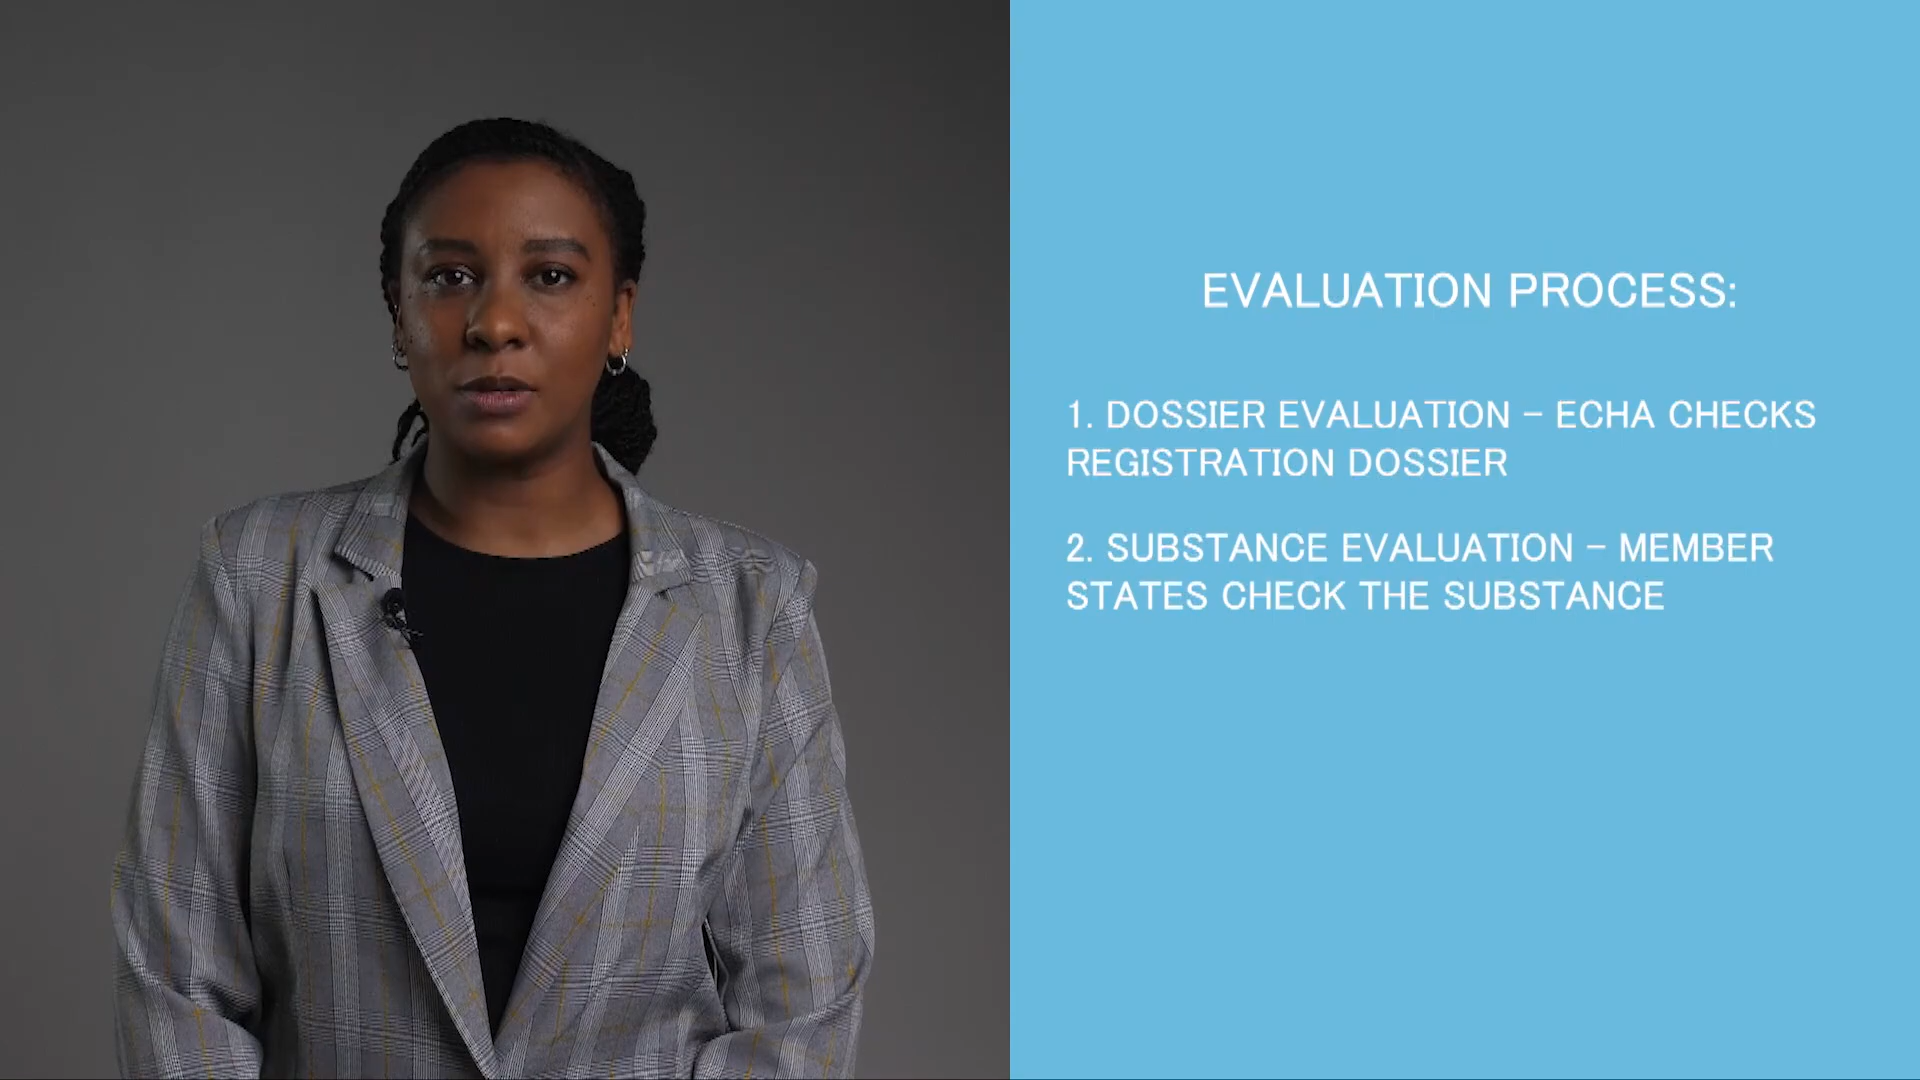 EVALUATION PROCESS:
1. DOSSIER EVALUATION – ECHA CHECKS
REGISTRATION DOSSIER
2. SUBSTANCE EVALUATION – MEMBER
STATES CHECK THE SUBSTANCE